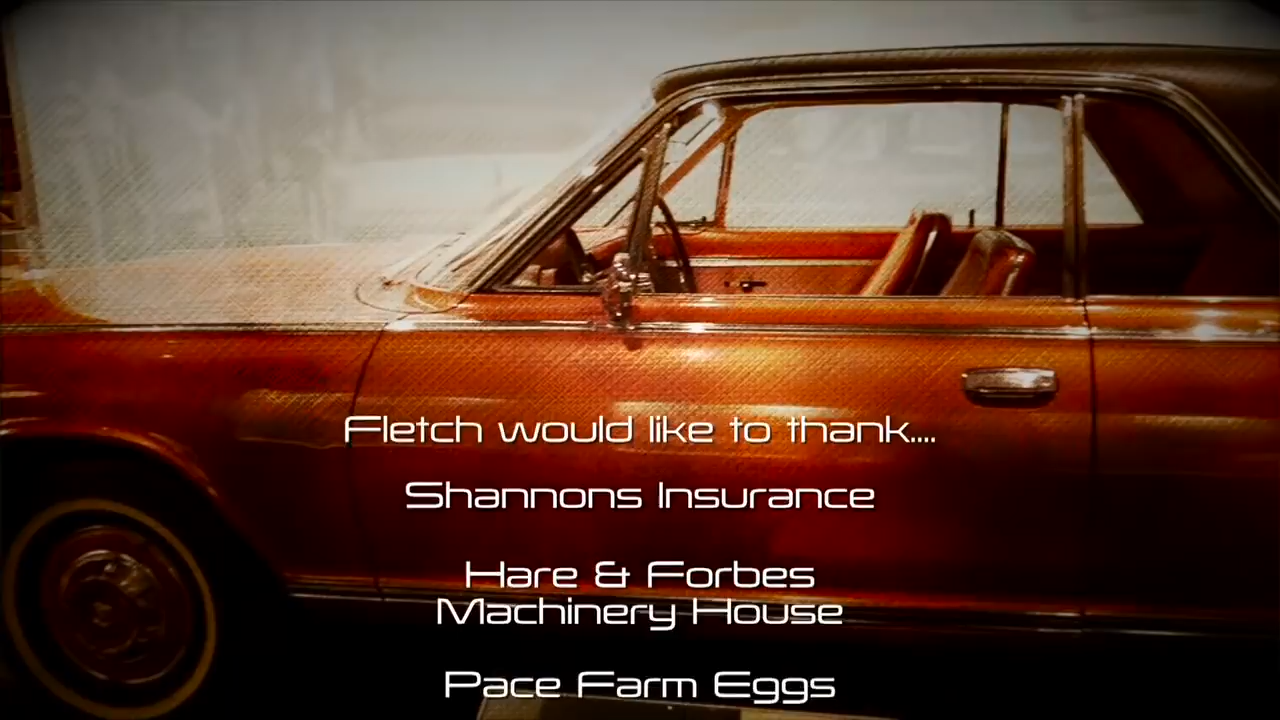 Fletch would like to thank....
Shannons Insurance
Hare & Forbes
Machinery House
Pace Farm Eggs